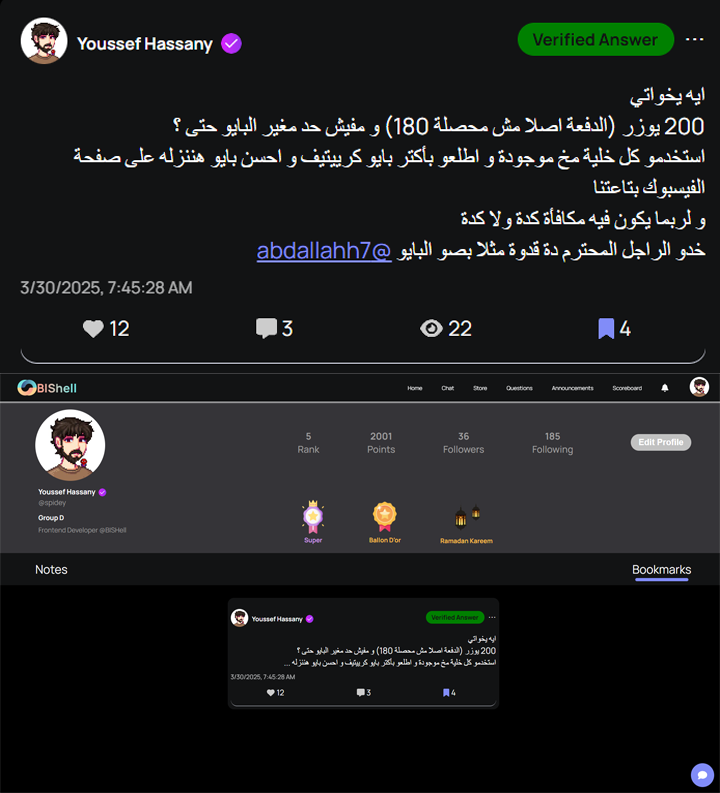 Youssef Hassany
Verified Answer
ايه يخواتي
200 يوزر (الدفعة اصلا مش محصلة 180) و مفيش حد مغير البايو حتى ؟
استخدمو كل خلية مخ موجودة و اطلعو بأكتر بايو كرييتيف و احسن بايو هننزله على صفحة
الفيسبوك بتاعتنا
و لربما يكون فيه مكافأة كدة ولا كدة
خدو الراجل المحترم دة قدوة مثلا بصو البايو @abdallahh7
3/30/2025, 7:45:28 AM
12 3 22 4
BIShell
Home Chat Store Questions Announcements Scoreboard
5 2001 36 185
Rank Points Followers Following
Edit Profile
Youssef Hassany
@spidey
Group D
Frontend Developer @BISHell
Super Ballon D'or Ramadan Kareem
Notes Bookmarks
Youssef Hassany
Verified Answer
ايه يخواتي
200 يوزر (الدفعة اصلا مش محصلة 180) و مفيش حد مغير البايو حتى ؟
استخدمو كل خلية مخ موجودة و اطلعو بأكتر بايو كرييتيف و احسن بايو هننزله ...
3/30/2025, 7:45:28 AM
12 3 4